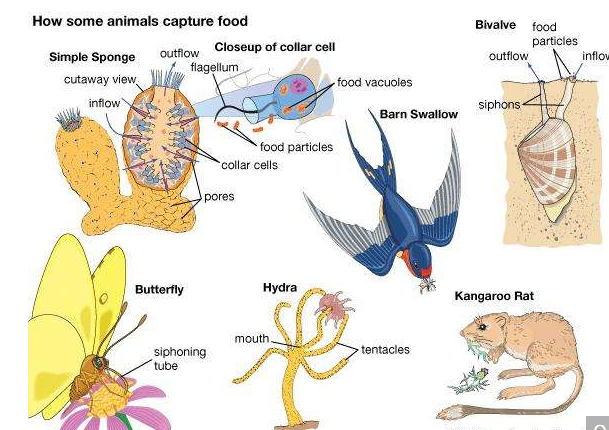 How some animals capture food
Simple Sponge
cutaway view
inflow
outflow
Closeup of collar cell
flagellum
food vacuoles
food particles
collar cells
pores
Barn Swallow
Bivalve
food
particles
outflow
inflow
siphons
Butterfly
siphoning
tube
Hydra
mouth
tentacles
Kangaroo Rat